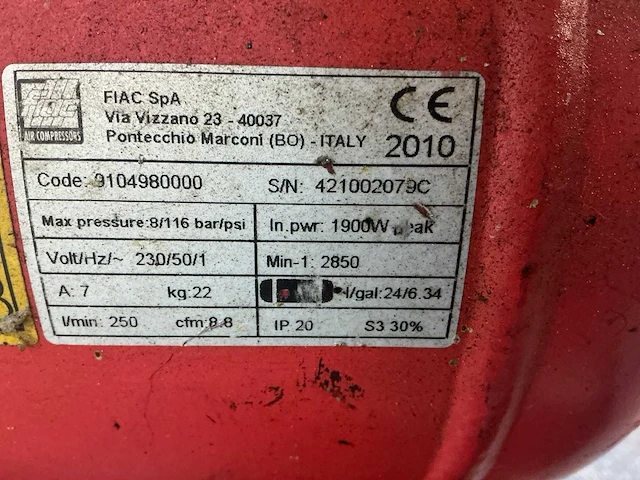 FIAC
AIR COMPRESSORS
FIAC SpA
Via Vizzano 23 - 40037
Pontecchio Marconi (BO) - ITALY
CE
2010
Code: 9104980000 S/N: 421002079C
Max pressure:8/116 bar/psi In.pwr: 1900W peak
Volt/Hz/~ 230/50/1 Min-1: 2850
A: 7 kg:22 l/gal:24/6.34
l/min: 250 cfm:8.8 IP 20 S3 30%